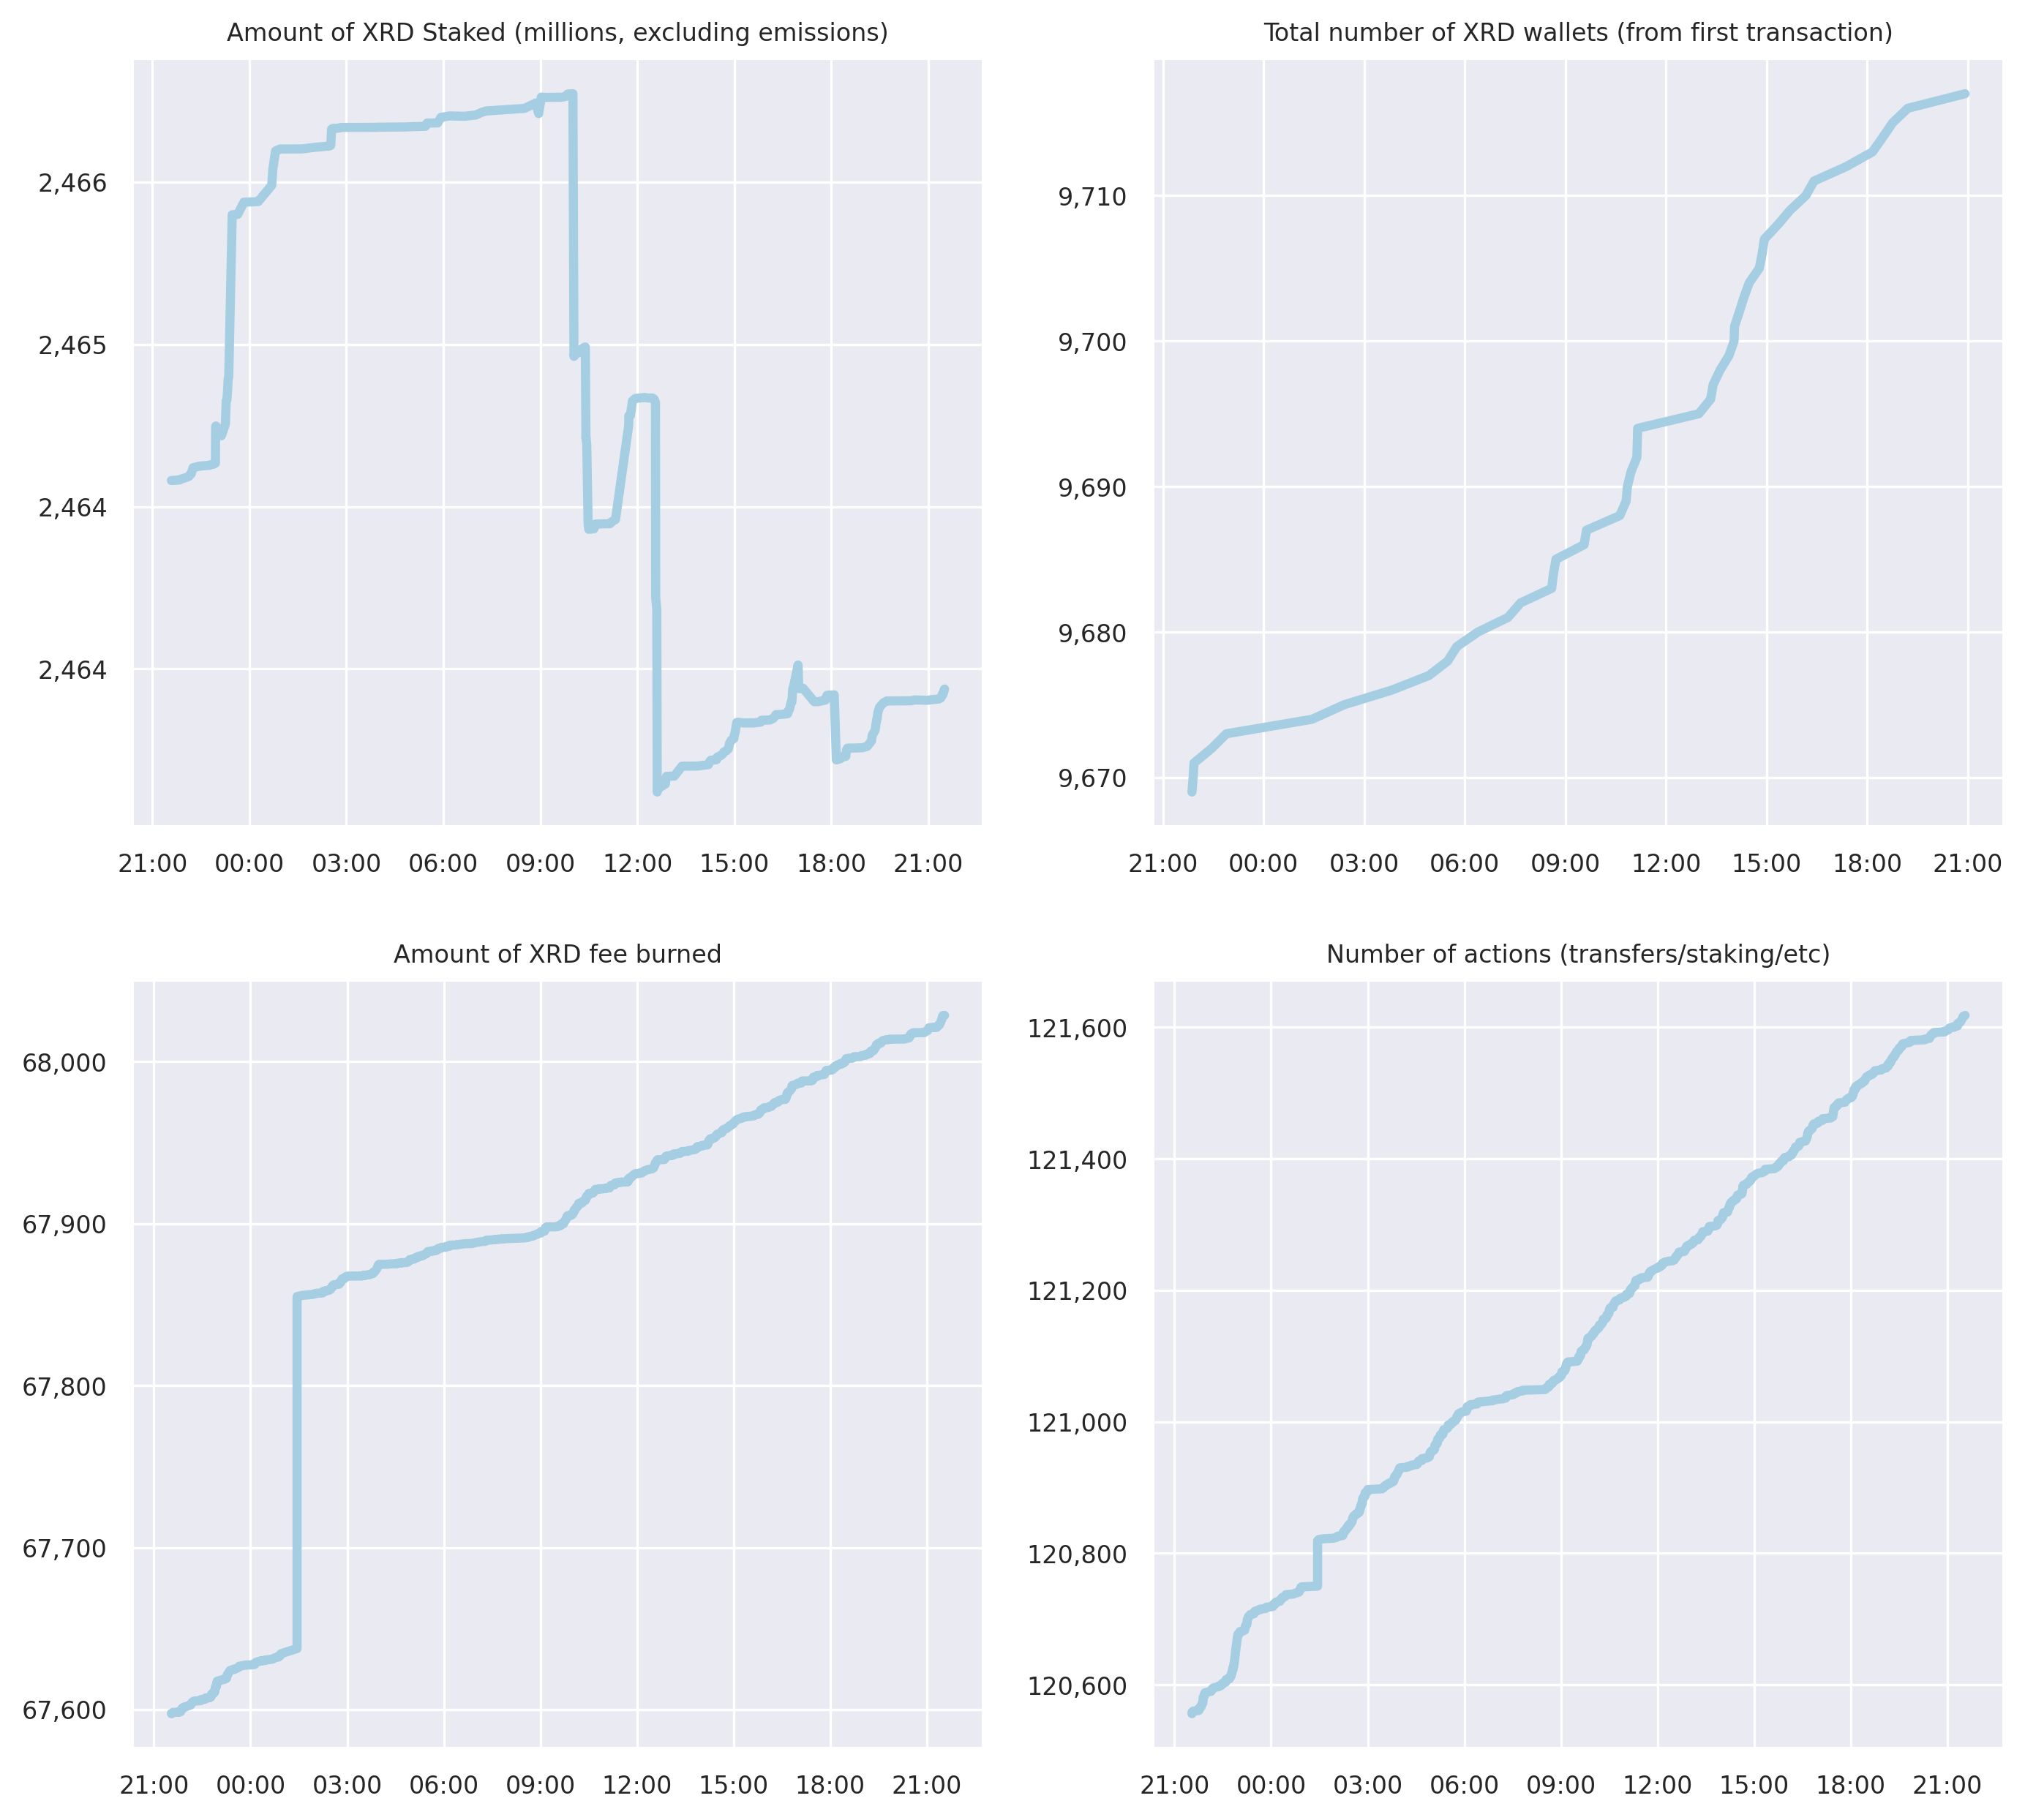 Amount of XRD Staked (millions, excluding emissions)
2,466
2,465
2,464
2,464
21:00 00:00 03:00 06:00 09:00 12:00 15:00 18:00 21:00
Total number of XRD wallets (from first transaction)
9,710
9,700
9,690
9,680
9,670
21:00 00:00 03:00 06:00 09:00 12:00 15:00 18:00 21:00
Amount of XRD fee burned
68,000
67,900
67,800
67,700
67,600
21:00 00:00 03:00 06:00 09:00 12:00 15:00 18:00 21:00
Number of actions (transfers/staking/etc)
121,600
121,400
121,200
121,000
120,800
120,600
21:00 00:00 03:00 06:00 09:00 12:00 15:00 18:00 21:00